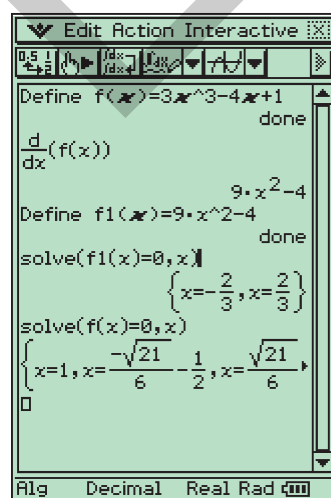 Edit Action Interactive
Define f(x)=3x^3-4x+1
done
d/dx(f(x))
9·x²-4
Define f1(x)=9·x^2-4
done
solve(f1(x)=0,x)
{x=-2/3,x=2/3}
solve(f(x)=0,x)
{x=1,x=-√21/6-1/2,x=√21/6
Alg Decimal Real Rad